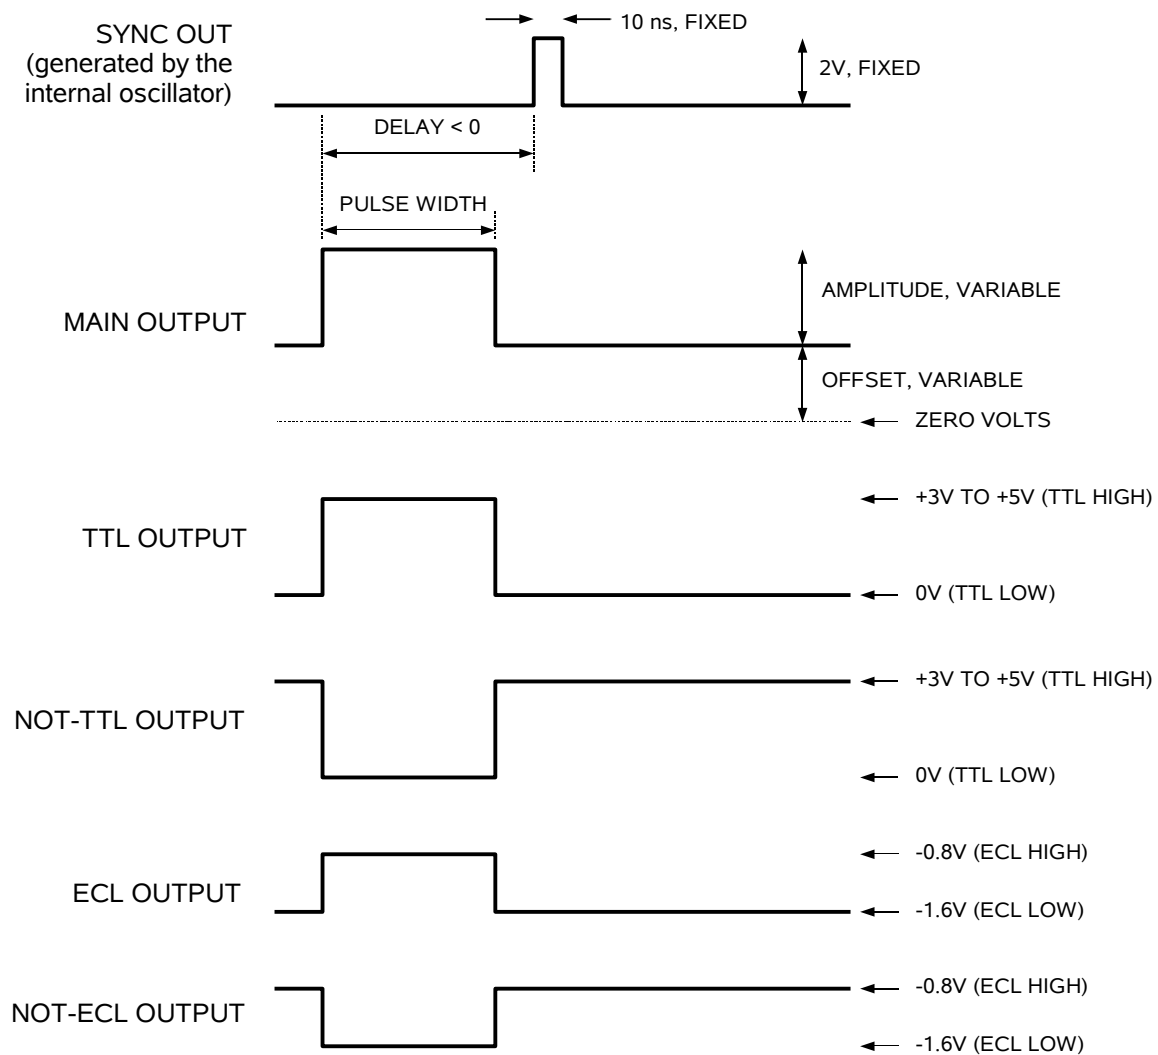 10 ns, FIXED
SYNC OUT
(generated by the
internal oscillator)
2V, FIXED
DELAY < 0
PULSE WIDTH
MAIN OUTPUT
AMPLITUDE, VARIABLE
OFFSET, VARIABLE
ZERO VOLTS
TTL OUTPUT
+3V TO +5V (TTL HIGH)
0V (TTL LOW)
NOT-TTL OUTPUT
+3V TO +5V (TTL HIGH)
0V (TTL LOW)
ECL OUTPUT
-0.8V (ECL HIGH)
-1.6V (ECL LOW)
NOT-ECL OUTPUT
-0.8V (ECL HIGH)
-1.6V (ECL LOW)